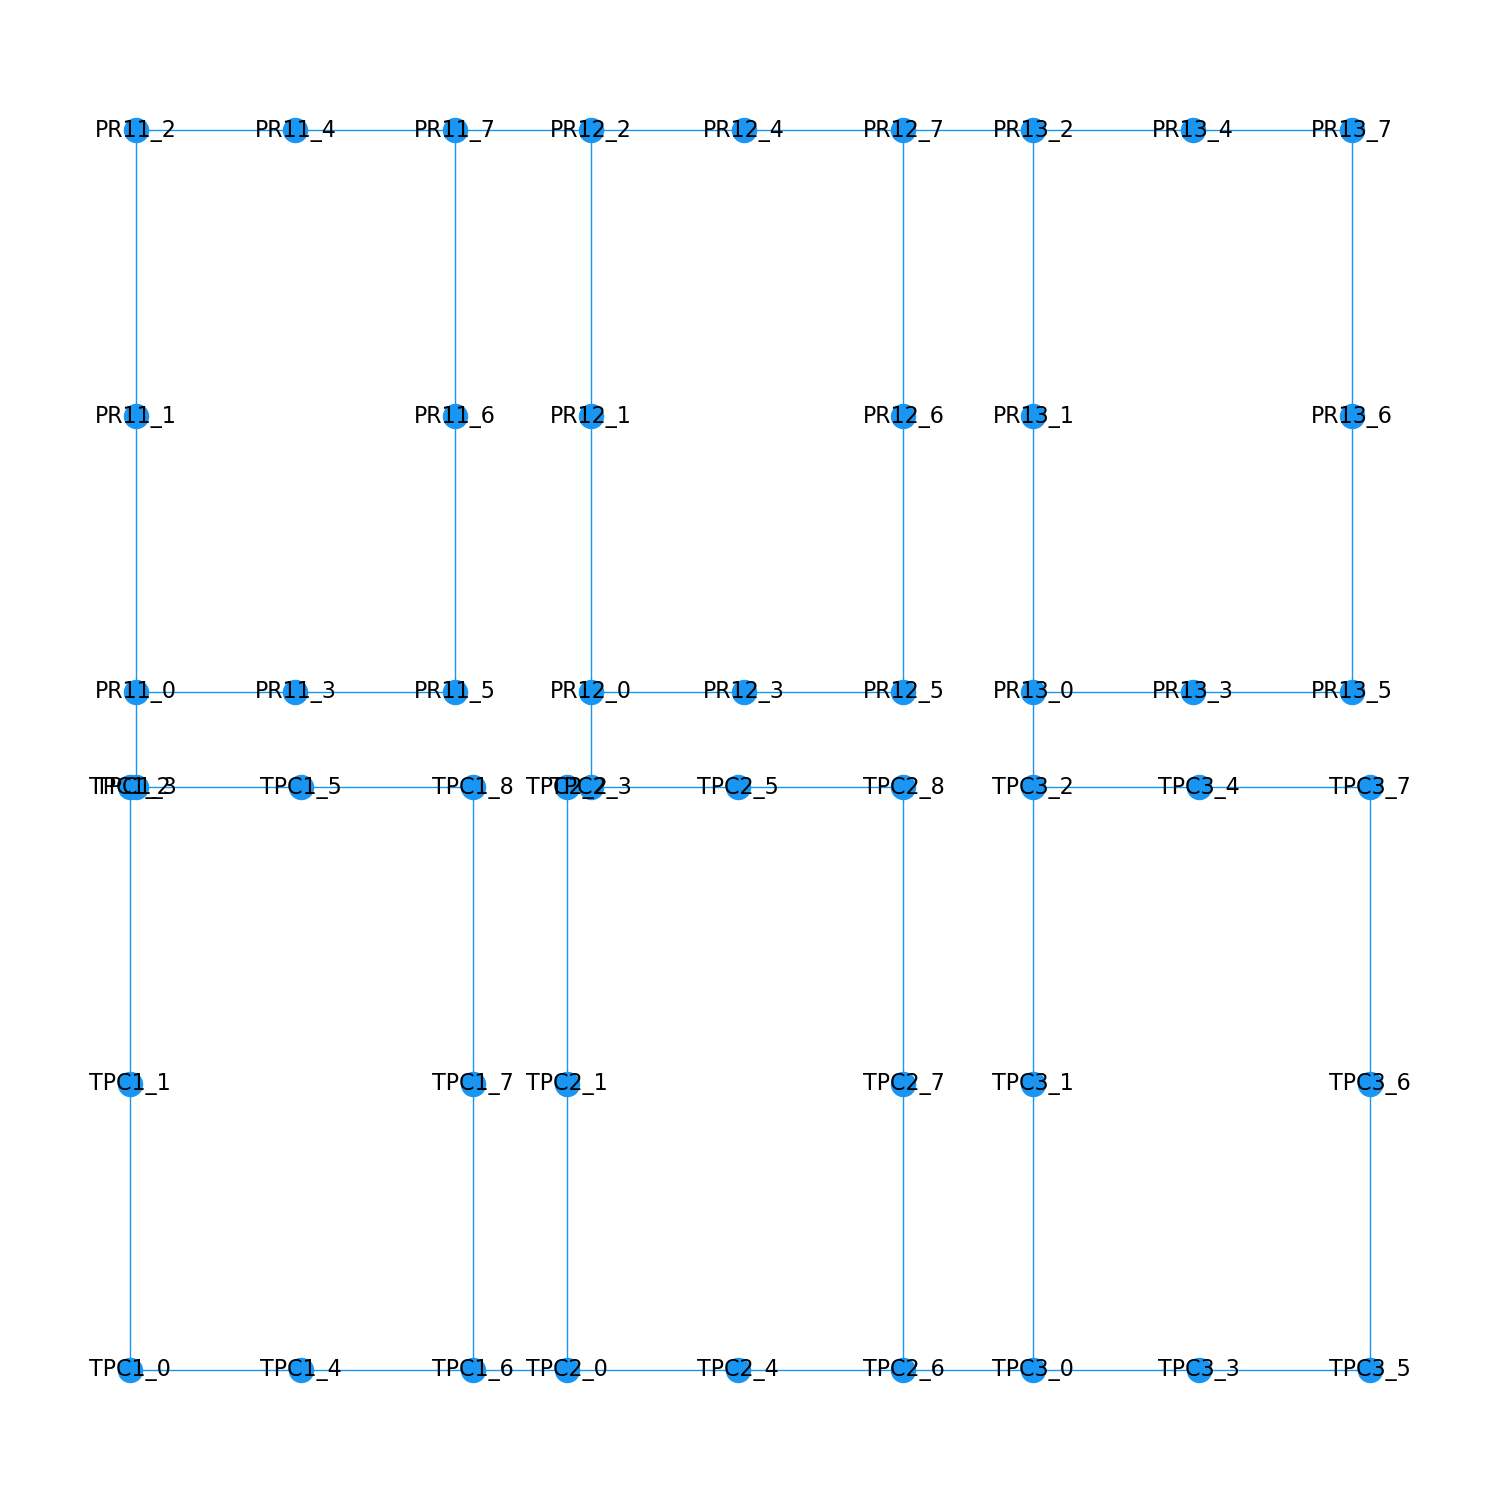 PR11_2 PR11_4 PR11_7 PR12_2 PR12_4 PR12_7 PR13_2 PR13_4 PR13_7
PR11_1 PR11_6 PR12_1 PR12_6 PR13_1 PR13_6
PR11_0 PR11_3 PR11_5 PR12_0 PR12_3 PR12_5 PR13_0 PR13_3 PR13_5
TPC1_2 TPC1_3 TPC1_5 TPC1_8 TPC2_2 TPC2_3 TPC2_5 TPC2_8 TPC3_2 TPC3_4 TPC3_7
TPC1_1 TPC1_7 TPC2_1 TPC2_7 TPC3_1 TPC3_6
TPC1_0 TPC1_4 TPC1_6 TPC2_0 TPC2_4 TPC2_6 TPC3_0 TPC3_3 TPC3_5